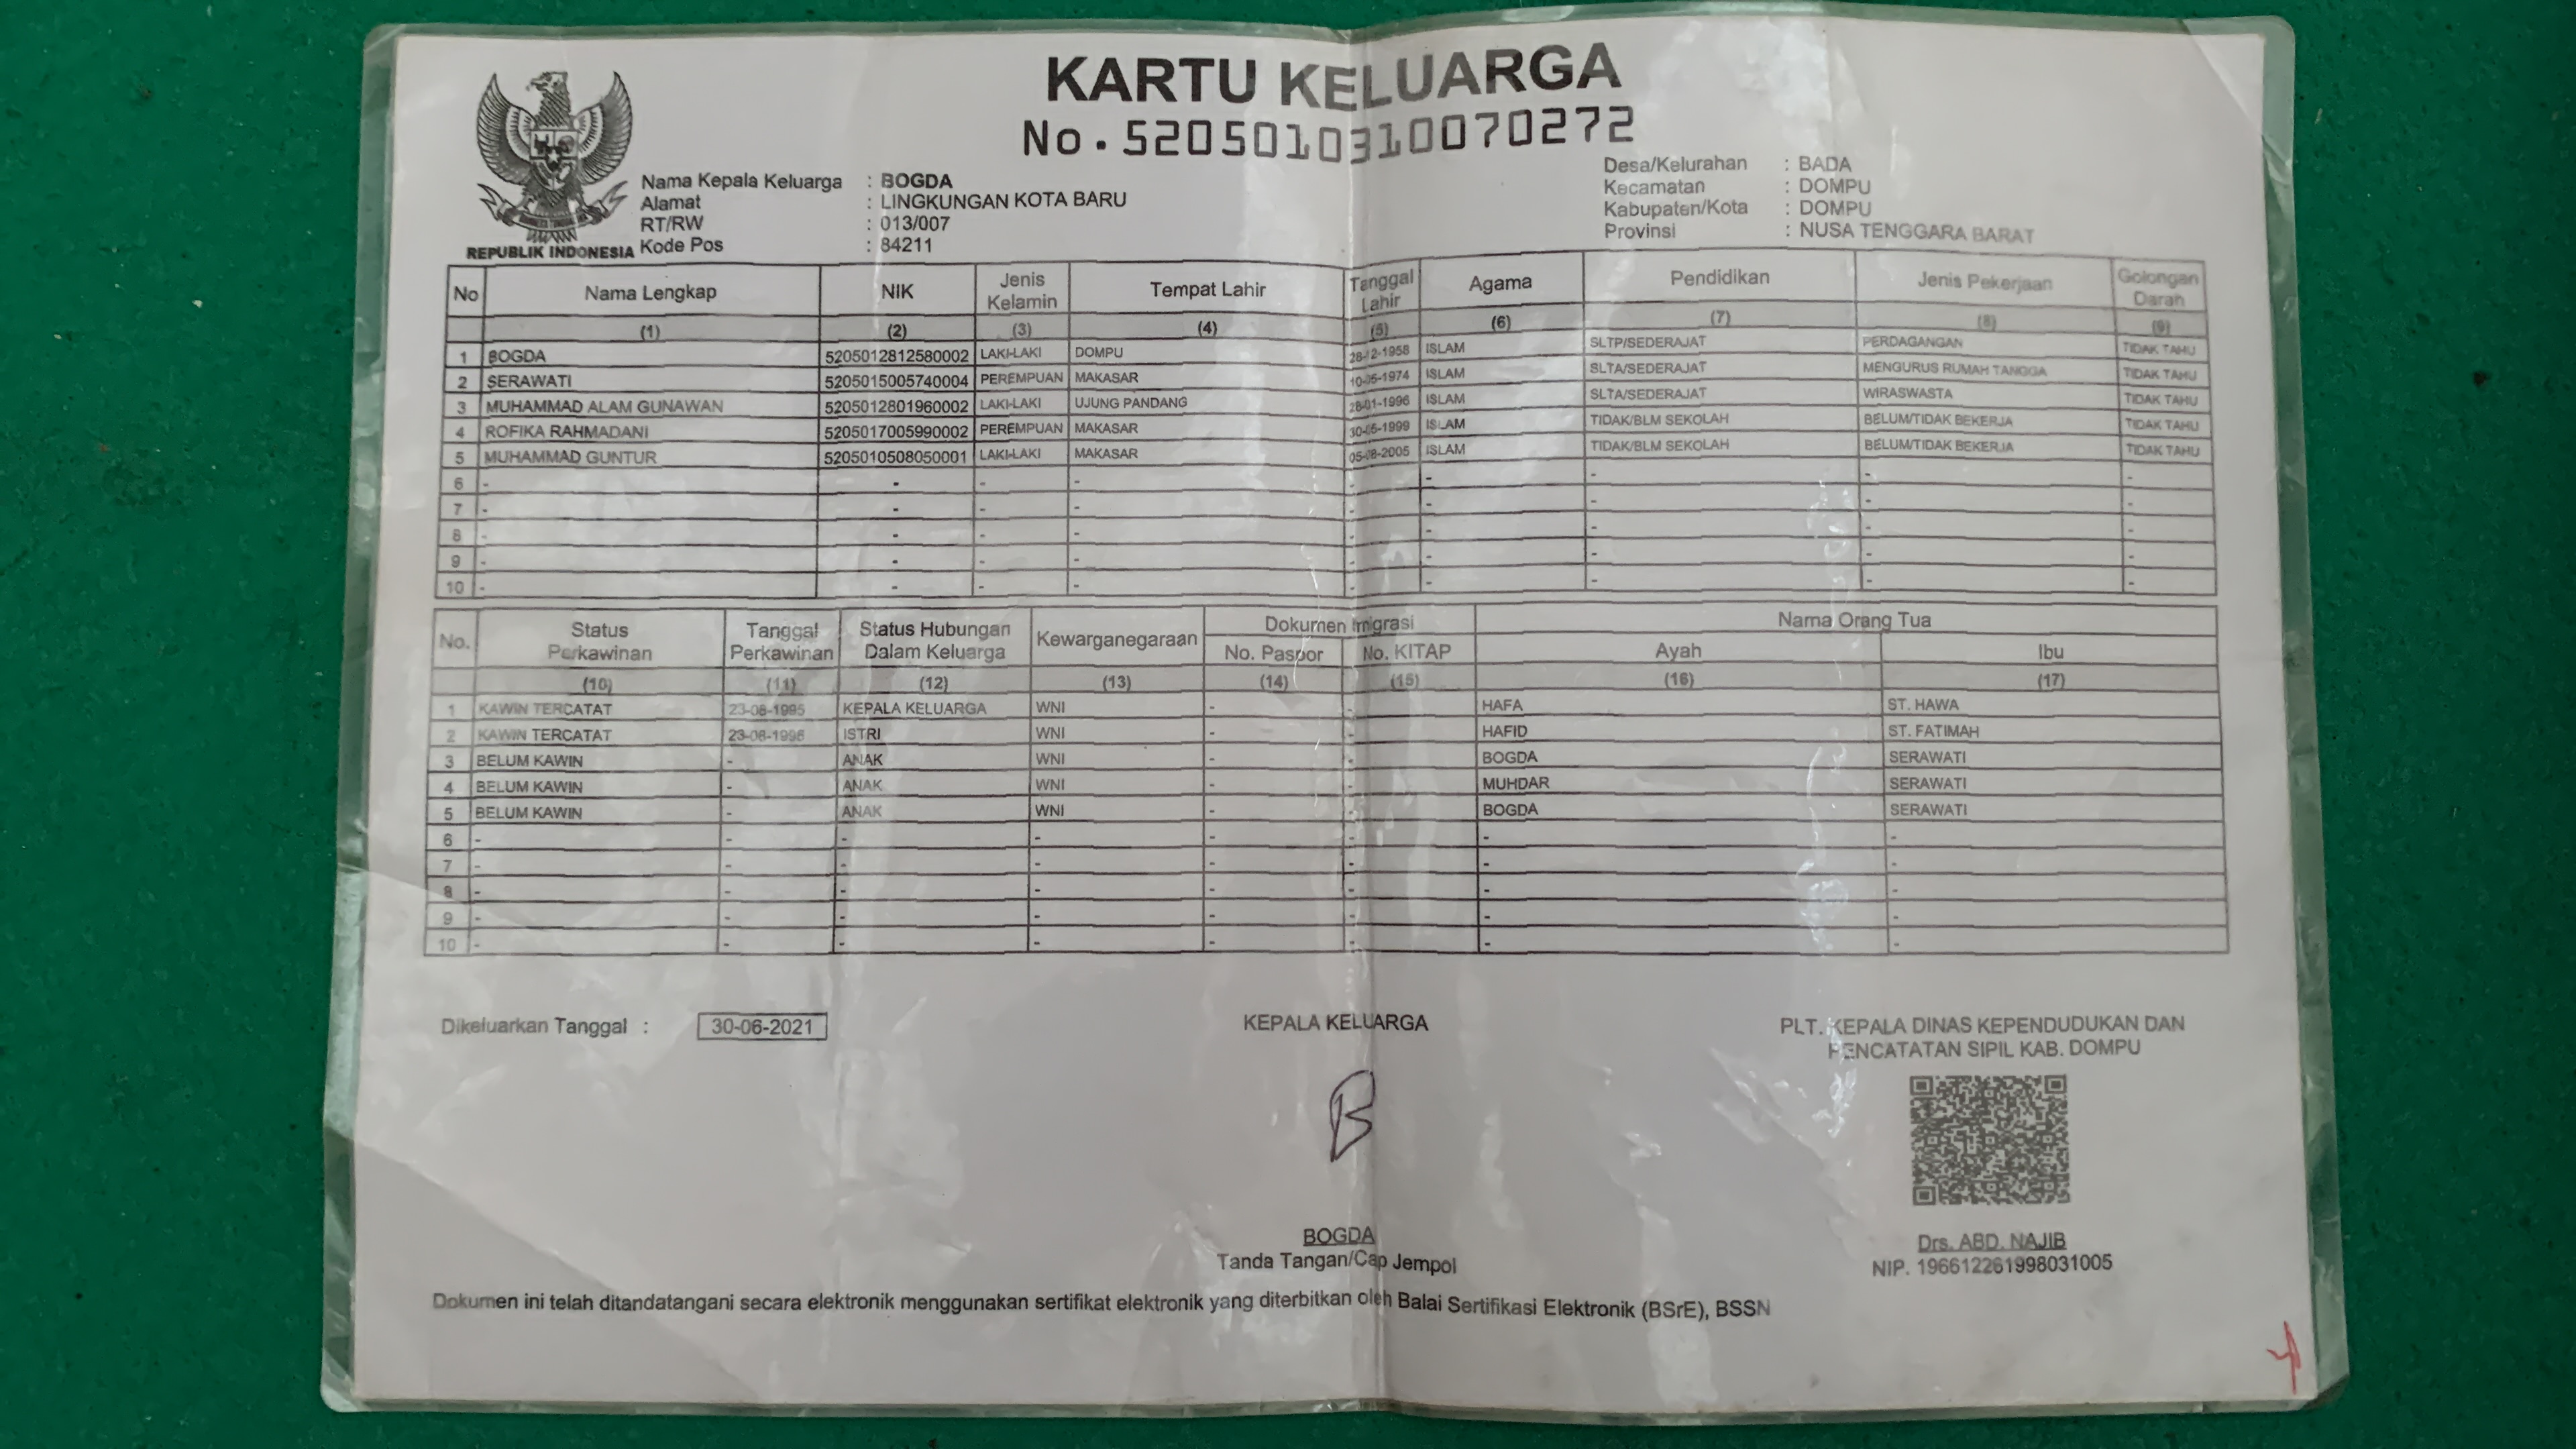 KARTU KELUARGA
No. 5205010310070272
REPUBLIK INDONESIA
Nama Kepala Keluarga : BOGDA
Alamat : LINGKUNGAN KOTA BARU
RT/RW : 013/007
Kode Pos : 84211
Desa/Kelurahan : BADA
Kecamatan : DOMPU
Kabupaten/Kota : DOMPU
Provinsi : NUSA TENGGARA BARAT
No Nama Lengkap NIK Jenis Kelamin Tempat Lahir Tanggal Lahir Agama Pendidikan Jenis Pekerjaan Golongan Darah
(1) (2) (3) (4) (5) (6) (7) (8) (9)
1 BOGDA 5205012812580002 LAKI-LAKI DOMPU 28-12-1958 ISLAM SLTP/SEDERAJAT PERDAGANGAN TIDAK TAHU
2 SERAWATI 5205015005740004 PEREMPUAN MAKASAR 10-05-1974 ISLAM SLTA/SEDERAJAT MENGURUS RUMAH TANGGA TIDAK TAHU
3 MUHAMMAD ALAM GUNAWAN 5205012801960002 LAKI-LAKI UJUNG PANDANG 28-01-1996 ISLAM SLTA/SEDERAJAT WIRASWASTA TIDAK TAHU
4 ROFIKA RAHMADANI 5205017005990002 PEREMPUAN MAKASAR 30-05-1999 ISLAM TIDAK/BLM SEKOLAH BELUM/TIDAK BEKERJA TIDAK TAHU
5 MUHAMMAD GUNTUR 5205010508050001 LAKI-LAKI MAKASAR 05-08-2005 ISLAM TIDAK/BLM SEKOLAH BELUM/TIDAK BEKERJA TIDAK TAHU
6 - - - - - - - - -
7 - - - - - - - - -
8 - - - - - - - - -
9 - - - - - - - - -
10 - - - - - - - - -
No. Status Perkawinan Tanggal Perkawinan Status Hubungan Dalam Keluarga Kewarganegaraan Dokumen Imigrasi Nama Orang Tua
No. Paspor No. KITAP Ayah Ibu
(10) (11) (12) (13) (14) (15) (16) (17)
1 KAWIN TERCATAT 23-08-1995 KEPALA KELUARGA WNI - - HAFA ST. HAWA
2 KAWIN TERCATAT 23-08-1995 ISTRI WNI - - HAFID ST. FATIMAH
3 BELUM KAWIN - ANAK WNI - - BOGDA SERAWATI
4 BELUM KAWIN - ANAK WNI - - MUHDAR SERAWATI
5 BELUM KAWIN - ANAK WNI - - BOGDA SERAWATI
6 - - - - - - - -
7 - - - - - - - -
8 - - - - - - - -
9 - - - - - - - -
10 - - - - - - - -
Dikeluarkan Tanggal : 30-06-2021
KEPALA KELUARGA
B
BOGDA
Tanda Tangan/Cap Jempol
PLT. KEPALA DINAS KEPENDUDUKAN DAN
PENCATATAN SIPIL KAB. DOMPU
Drs. ABD. NAJIB
NIP. 196612261998031005
Dokumen ini telah ditandatangani secara elektronik menggunakan sertifikat elektronik yang diterbitkan oleh Balai Sertifikasi Elektronik (BSrE), BSSN